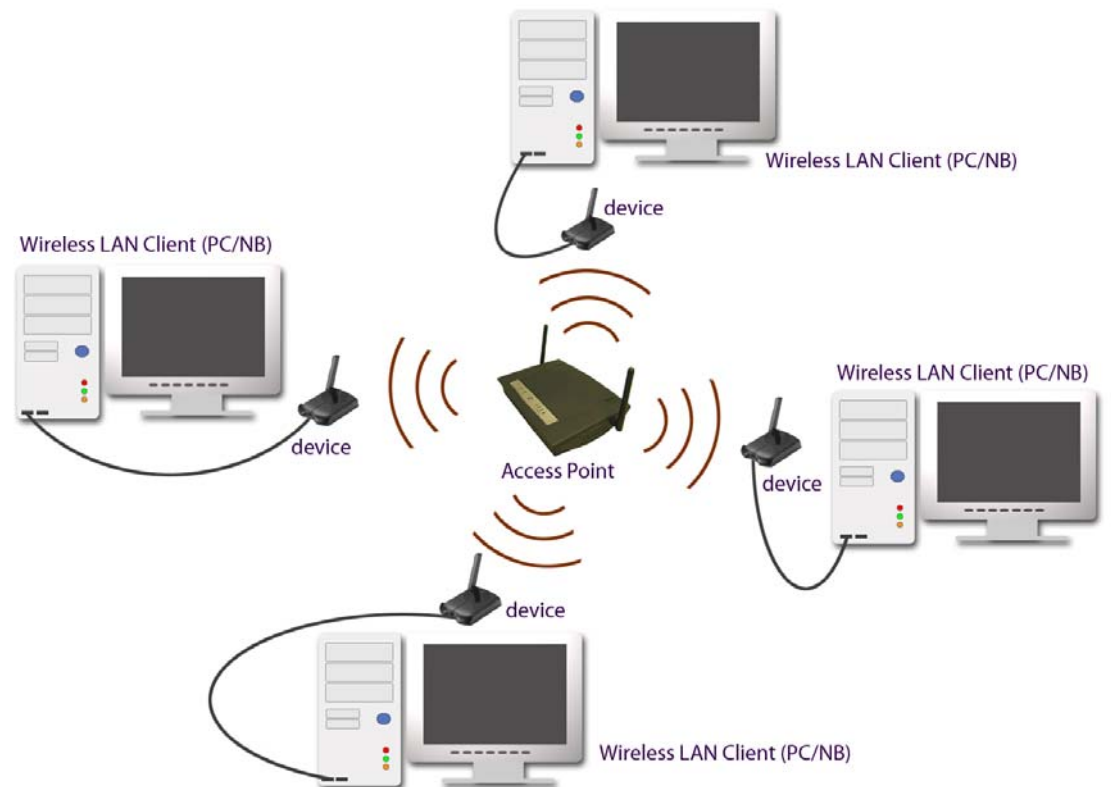 Wireless LAN Client (PC/NB)
device
Wireless LAN Client (PC/NB)
device
Access Point
Wireless LAN Client (PC/NB)
device
device
Wireless LAN Client (PC/NB)